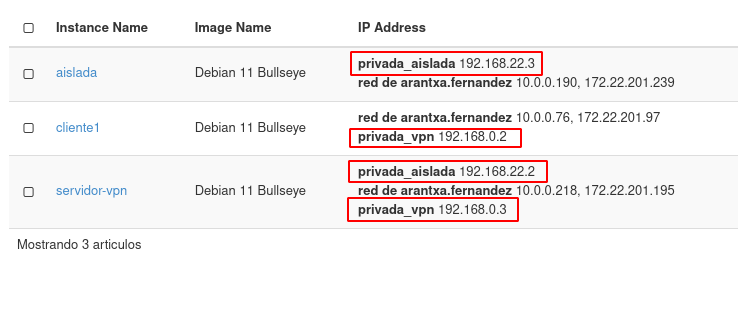 Instance Name Image Name IP Address
aislada Debian 11 Bullseye privada_aislada 192.168.22.3
red de arantxa.fernandez 10.0.0.190, 172.22.201.239
cliente1 Debian 11 Bullseye red de arantxa.fernandez 10.0.0.76, 172.22.201.97
privada_vpn 192.168.0.2
privada_aislada 192.168.22.2
servidor-vpn Debian 11 Bullseye red de arantxa.fernandez 10.0.0.218, 172.22.201.195
privada_vpn 192.168.0.3
Mostrando 3 articulos